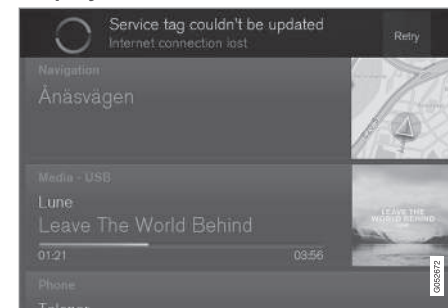 Service tag couldn't be updated
Internet connection lost
Retry
Navigation
Ånäsvägen
Media - USB
Lune
Leave The World Behind
01:21
03:56
LEAVE THE
WORLD BEHIND
Phone
Telenor
G052672